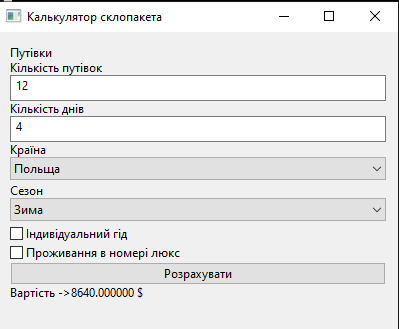 Калькулятор склопакета
Путівки
Кількість путівок
12
Кількість днів
4
Країна
Польща
Сезон
Зима
Індивідуальний гід
Проживання в номері люкс
Розрахувати
Вартість ->8640.000000 $